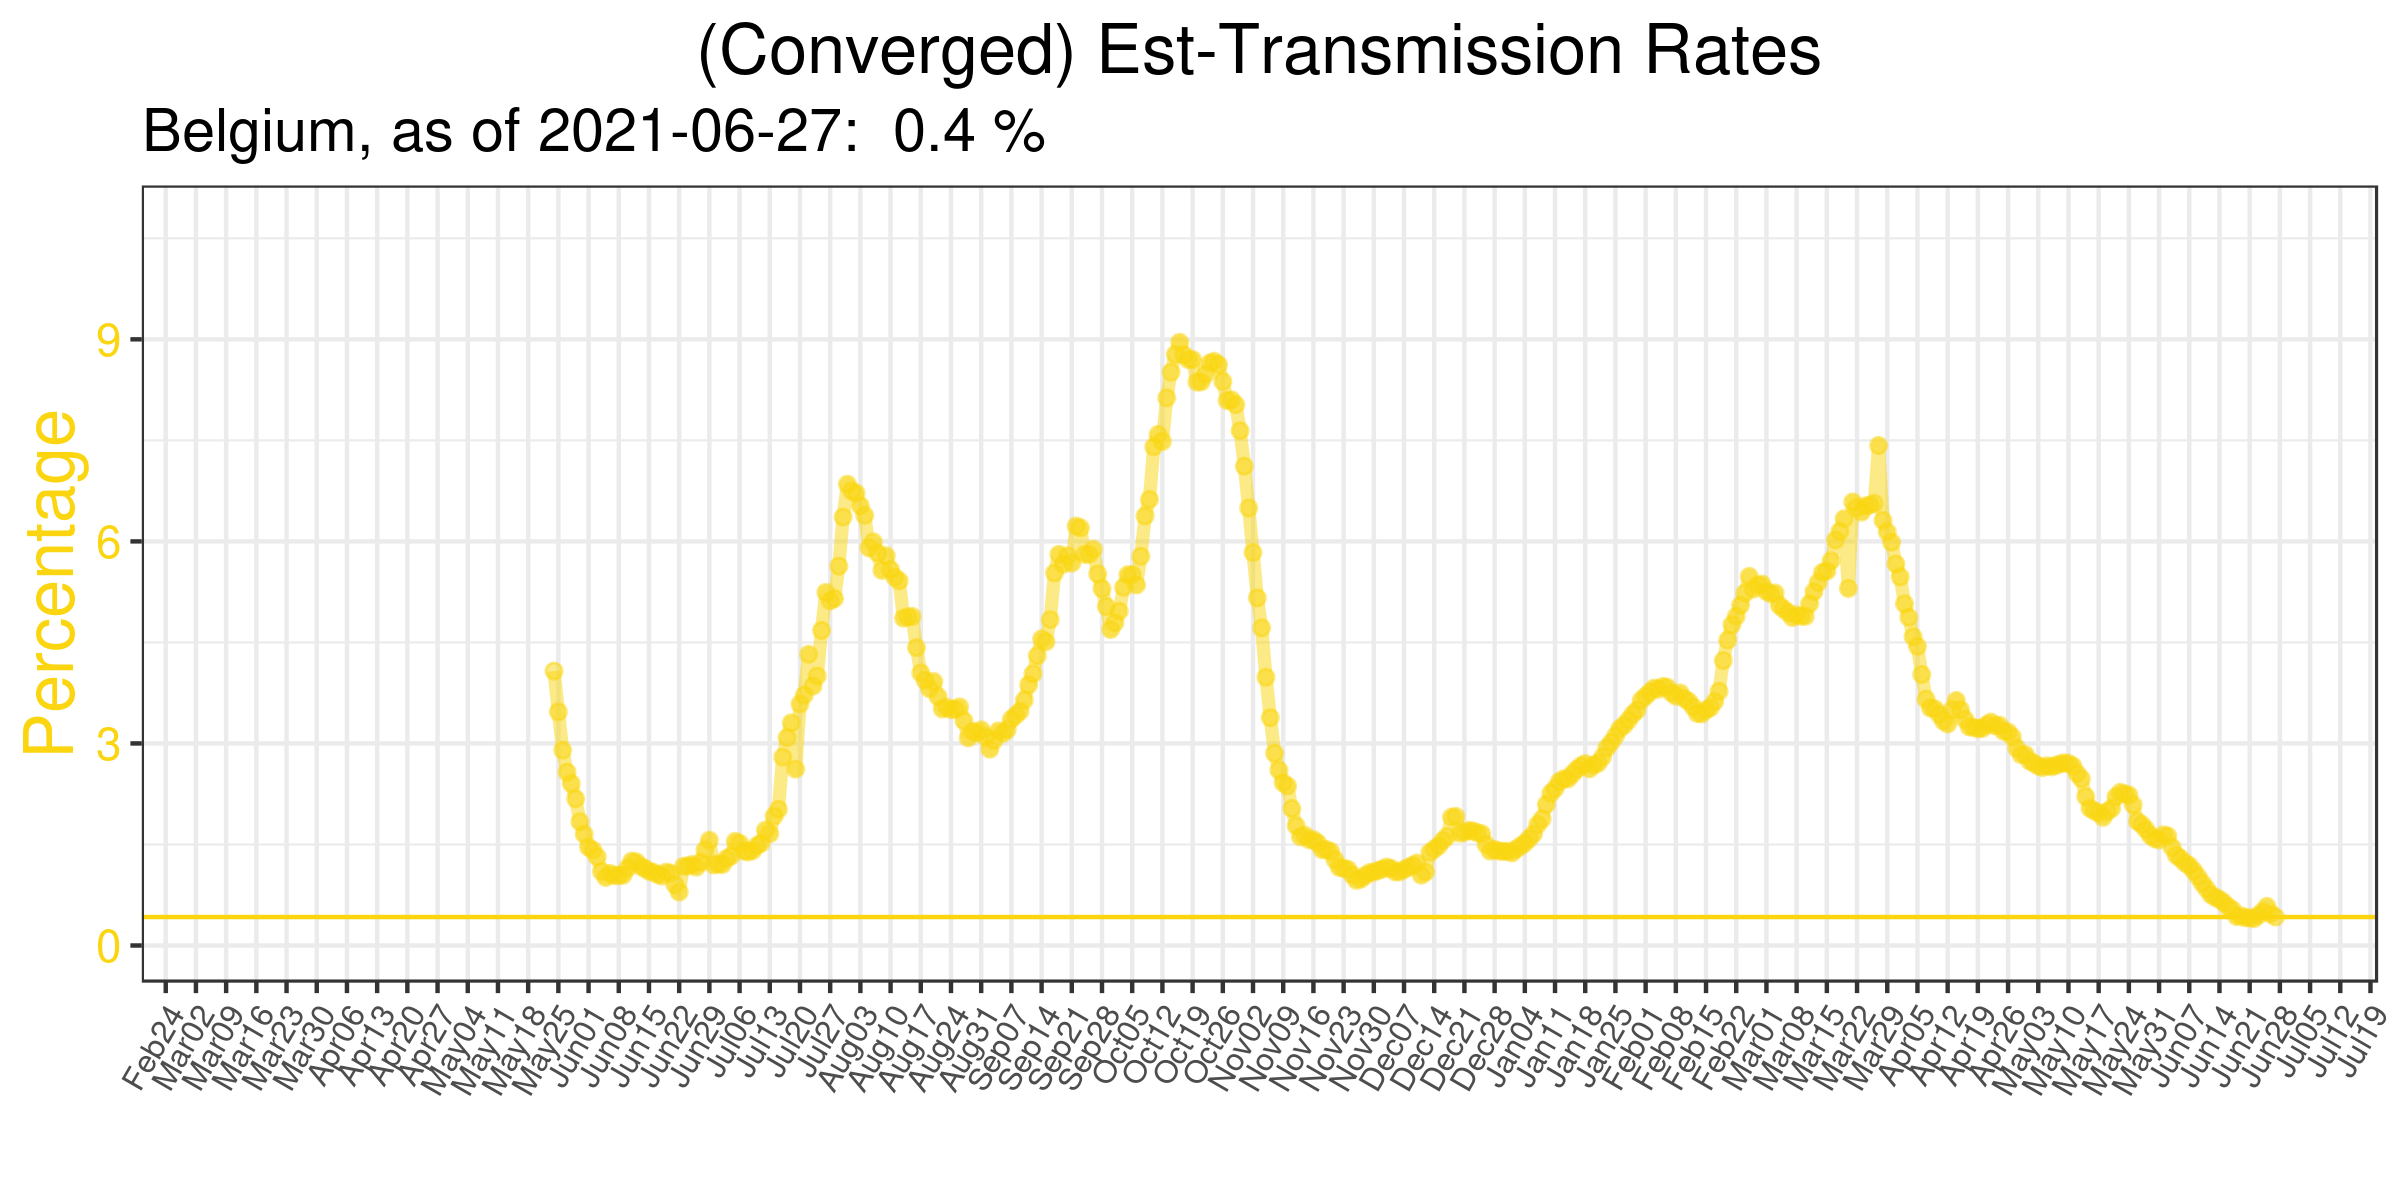 (Converged) Est-Transmission Rates
Belgium, as of 2021-06-27:  0.4 %
Percentage
9
6
3
0
Feb24
Mar02
Mar09
Mar16
Mar23
Mar30
Apr06
Apr13
Apr20
Apr27
May04
May11
May18
May25
Jun01
Jun08
Jun15
Jun22
Jun29
Jul06
Jul13
Jul20
Jul27
Aug03
Aug10
Aug17
Aug24
Aug31
Sep07
Sep14
Sep21
Sep28
Oct05
Oct12
Oct19
Oct26
Nov02
Nov09
Nov16
Nov23
Nov30
Dec07
Dec14
Dec21
Dec28
Dec04
Jan11
Jan18
Jan25
Feb01
Feb08
Feb15
Feb22
Mar01
Mar08
Mar15
Mar22
Mar29
Apr05
Apr12
Apr19
Apr26
May03
May10
May17
May24
May31
Jun07
Jun14
Jun21
Jun28
Jul05
Jul12
Jul19